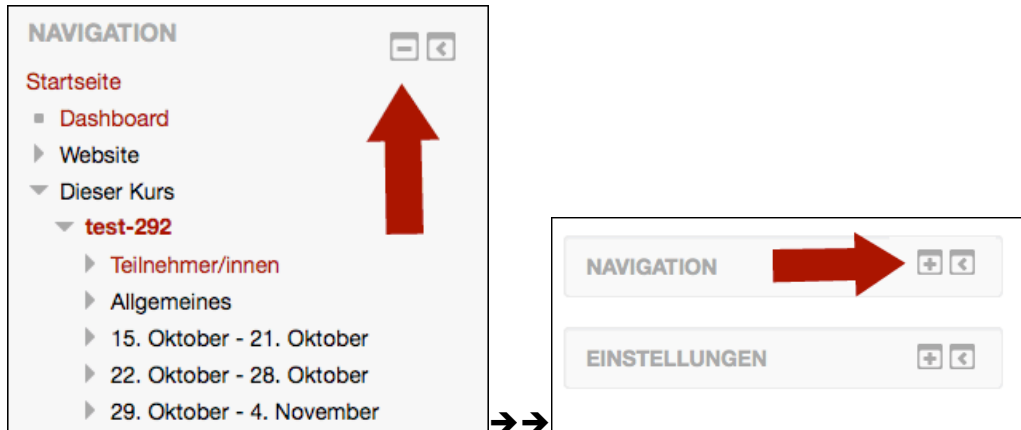 NAVIGATION
Startseite
Dashboard
Website
Dieser Kurs
test-292
Teilnehmer/innen
Allgemeines
15. Oktober - 21. Oktober
22. Oktober - 28. Oktober
29. Oktober - 4. November
NAVIGATION
EINSTELLUNGEN